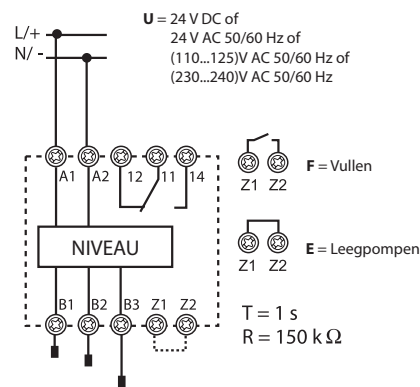 U = 24 V DC of
24 V AC 50/60 Hz of
(110...125)V AC 50/60 Hz of
(230...240)V AC 50/60 Hz
L/+
N/-
A1 A2 12 11 14
NIVEAU
B1 B2 B3 Z1 Z2
Z1 Z2
F = Vullen
Z1 Z2
E = Leegpompen
T = 1 s
R = 150 k Ω